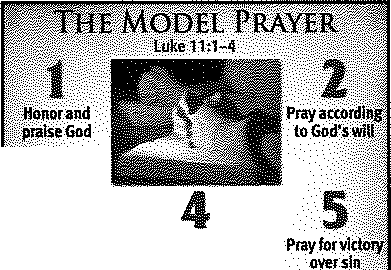 THE MODEL PRAYER
Luke 11:1–4
1
Honor and
praise God
2
Pray according
to God's will
4
5
Pray for victory
over sin